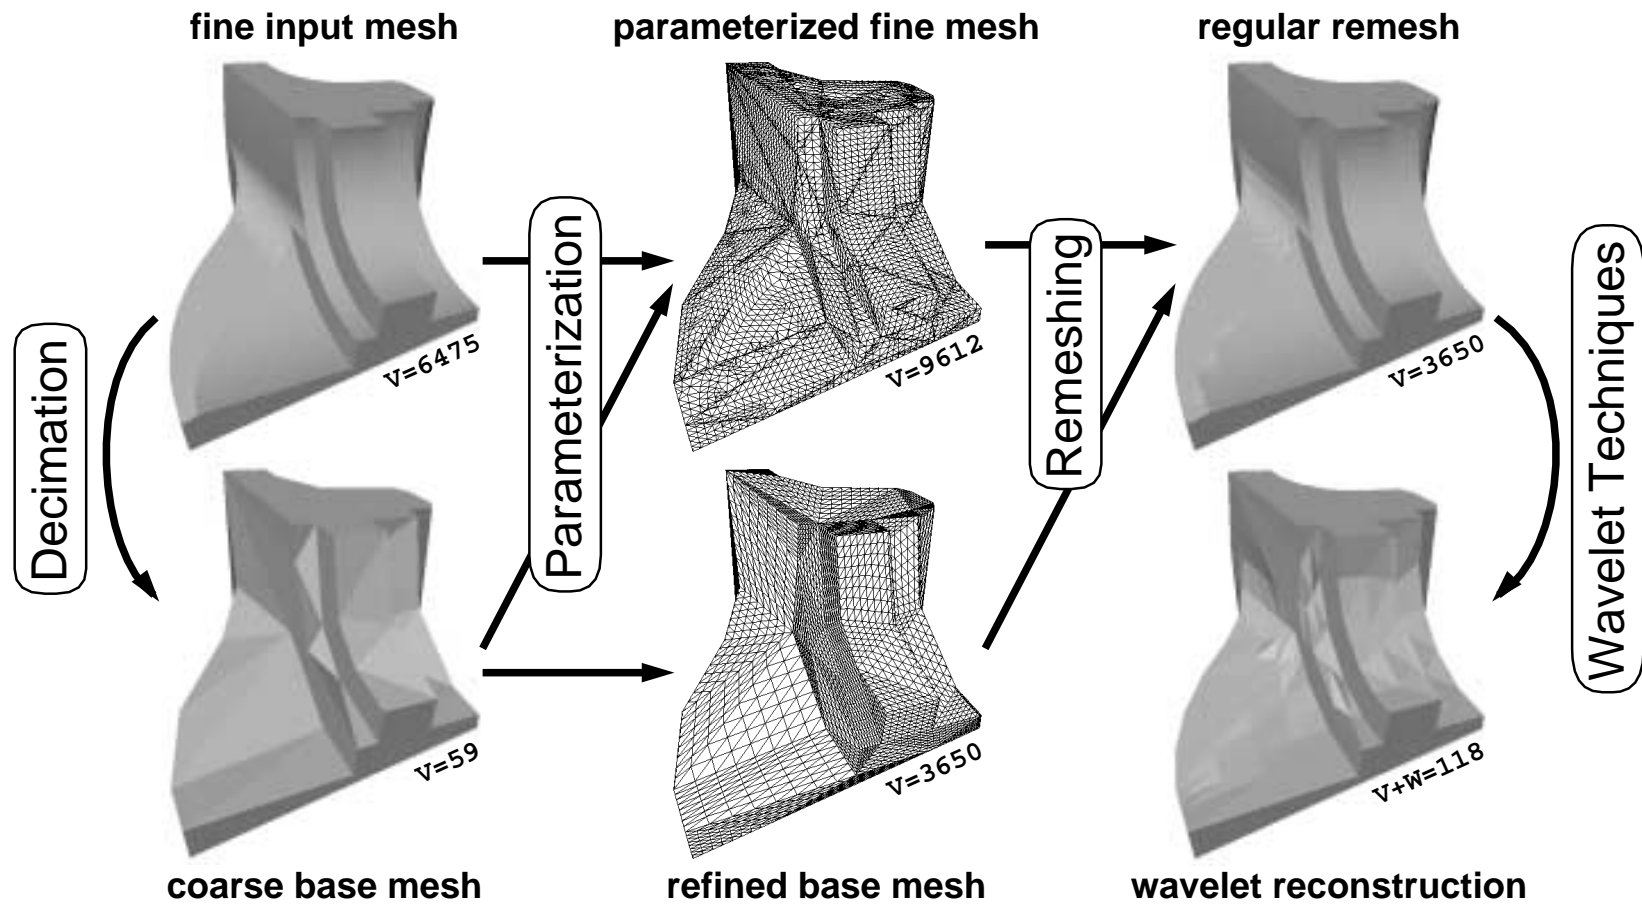 fine input mesh
parameterized fine mesh
regular remesh
Decimation
Parameterization
Remeshing
Wavelet Techniques
V=6475
V=9612
V=3650
V=59
V=3650
V+W=118
coarse base mesh
refined base mesh
wavelet reconstruction